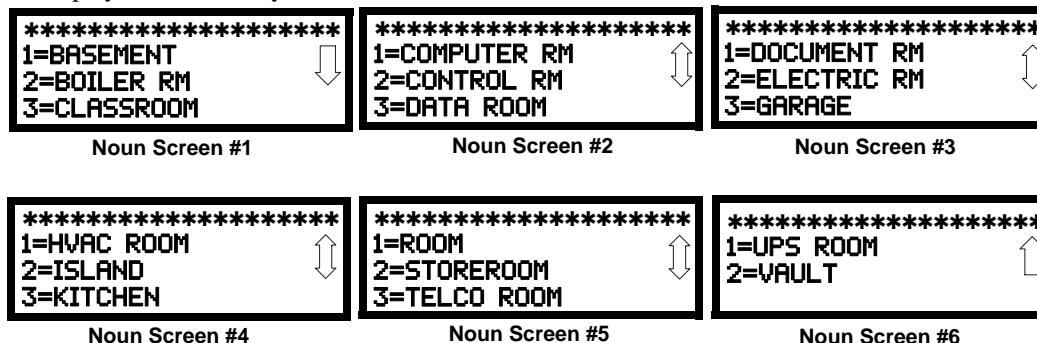 ********************
1=BASEMENT
2=BOILER RM
3=CLASSROOM
Noun Screen #1
********************
1=COMPUTER RM
2=CONTROL RM
3=DATA ROOM
Noun Screen #2
********************
1=DOCUMENT RM
2=ELECTRIC RM
3=GARAGE
Noun Screen #3
********************
1=HVAC ROOM
2=ISLAND
3=KITCHEN
Noun Screen #4
********************
1=ROOM
2=STOREROOM
3=TELCO ROOM
Noun Screen #5
********************
1=UPS ROOM
2=VAULT
Noun Screen #6